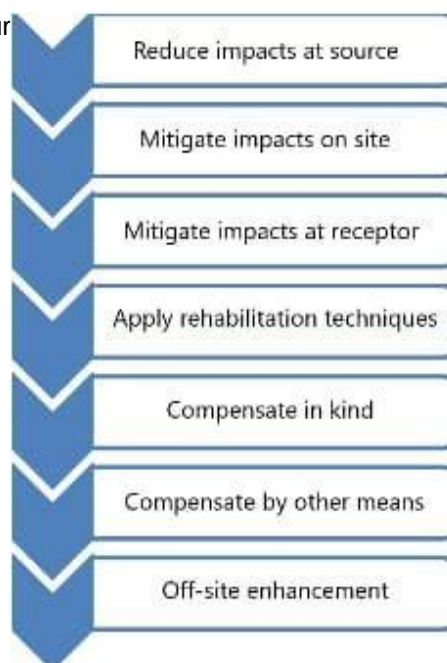 Reduce impacts at source
Mitigate impacts on site
Mitigate impacts at receptor
Apply rehabilitation techniques
Compensate in kind
Compensate by other means
Off-site enhancement